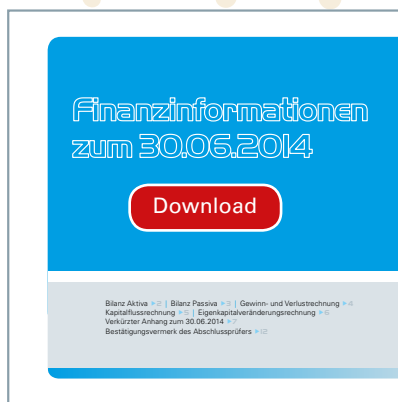 Finanzinformationen
zum 30.06.2014
Download
Bilanz Aktiva ►2 | Bilanz Passiva ►3 | Gewinn- und Verlustrechnung ►4
Kapitalflussrechnung ►5 | Eigenkapitalveränderungsrechnung ►6
Verkürzter Anhang zum 30.06.2014 ►7
Bestätigungsvermerk des Abschlussprüfers ►12